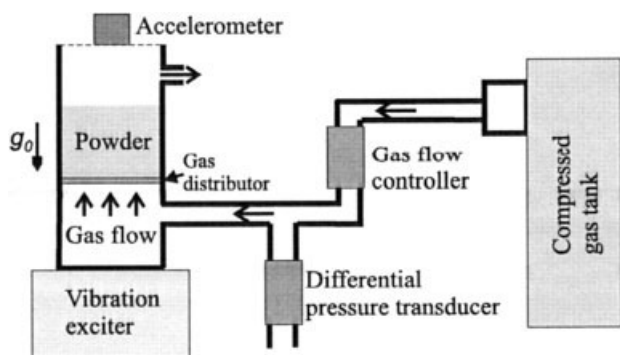 Accelerometer
Powder
g₀
Gas
distributor
Gas flow
Vibration
exciter
Gas flow
controller
Differential
pressure transducer
Compressed
gas tank